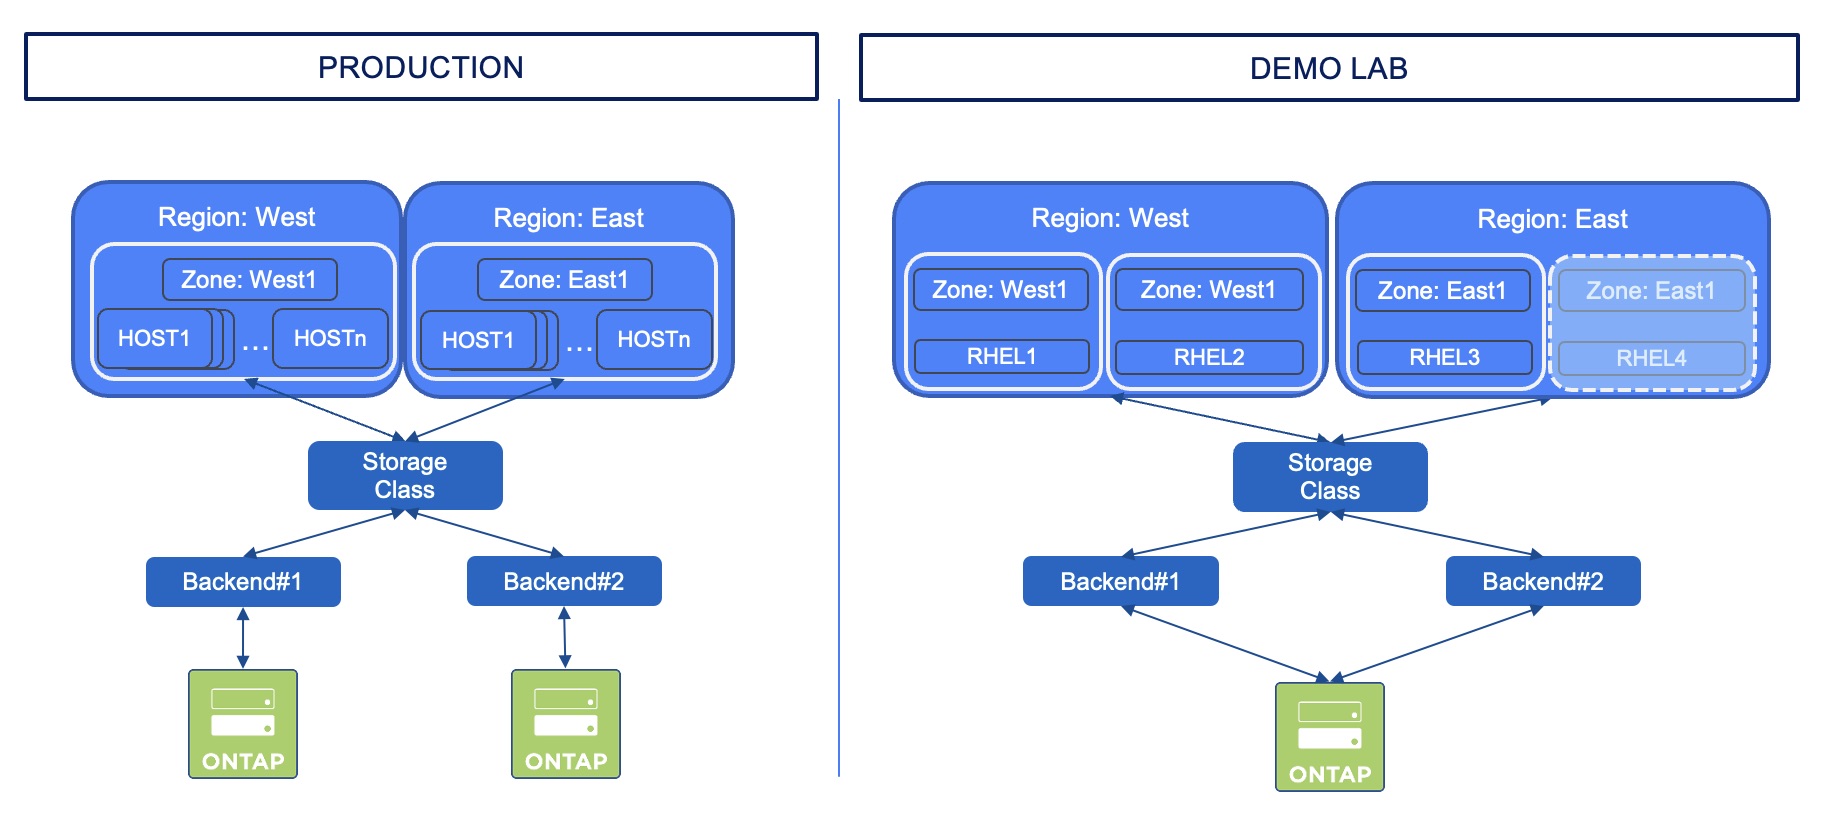 PRODUCTION
Region: West
Zone: West1
HOST1
...
HOSTn
Region: East
Zone: East1
HOST1
...
HOSTn
Storage
Class
Backend#1
Backend#2
ONTAP
ONTAP
DEMO LAB
Region: West
Zone: West1
RHEL1
Zone: West1
RHEL2
Region: East
Zone: East1
RHEL3
Zone: East1
RHEL4
Storage
Class
Backend#1
Backend#2
ONTAP